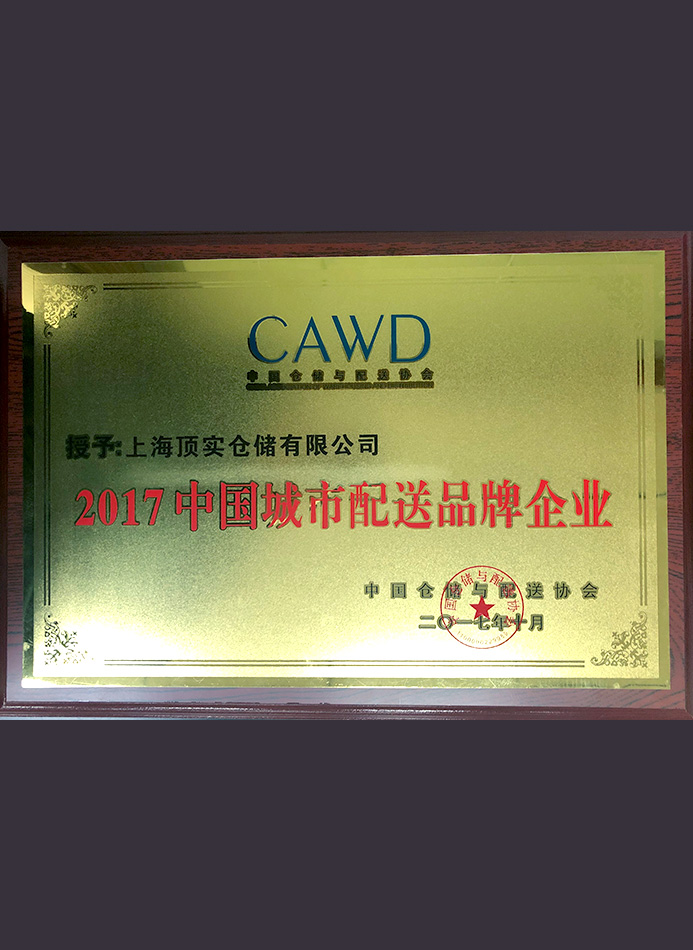 CAWD
中国仓储与配送协会
授予:上海顶实仓储有限公司
2017中国城市配送品牌企业
中国仓储与配送协会
二〇一七年十月